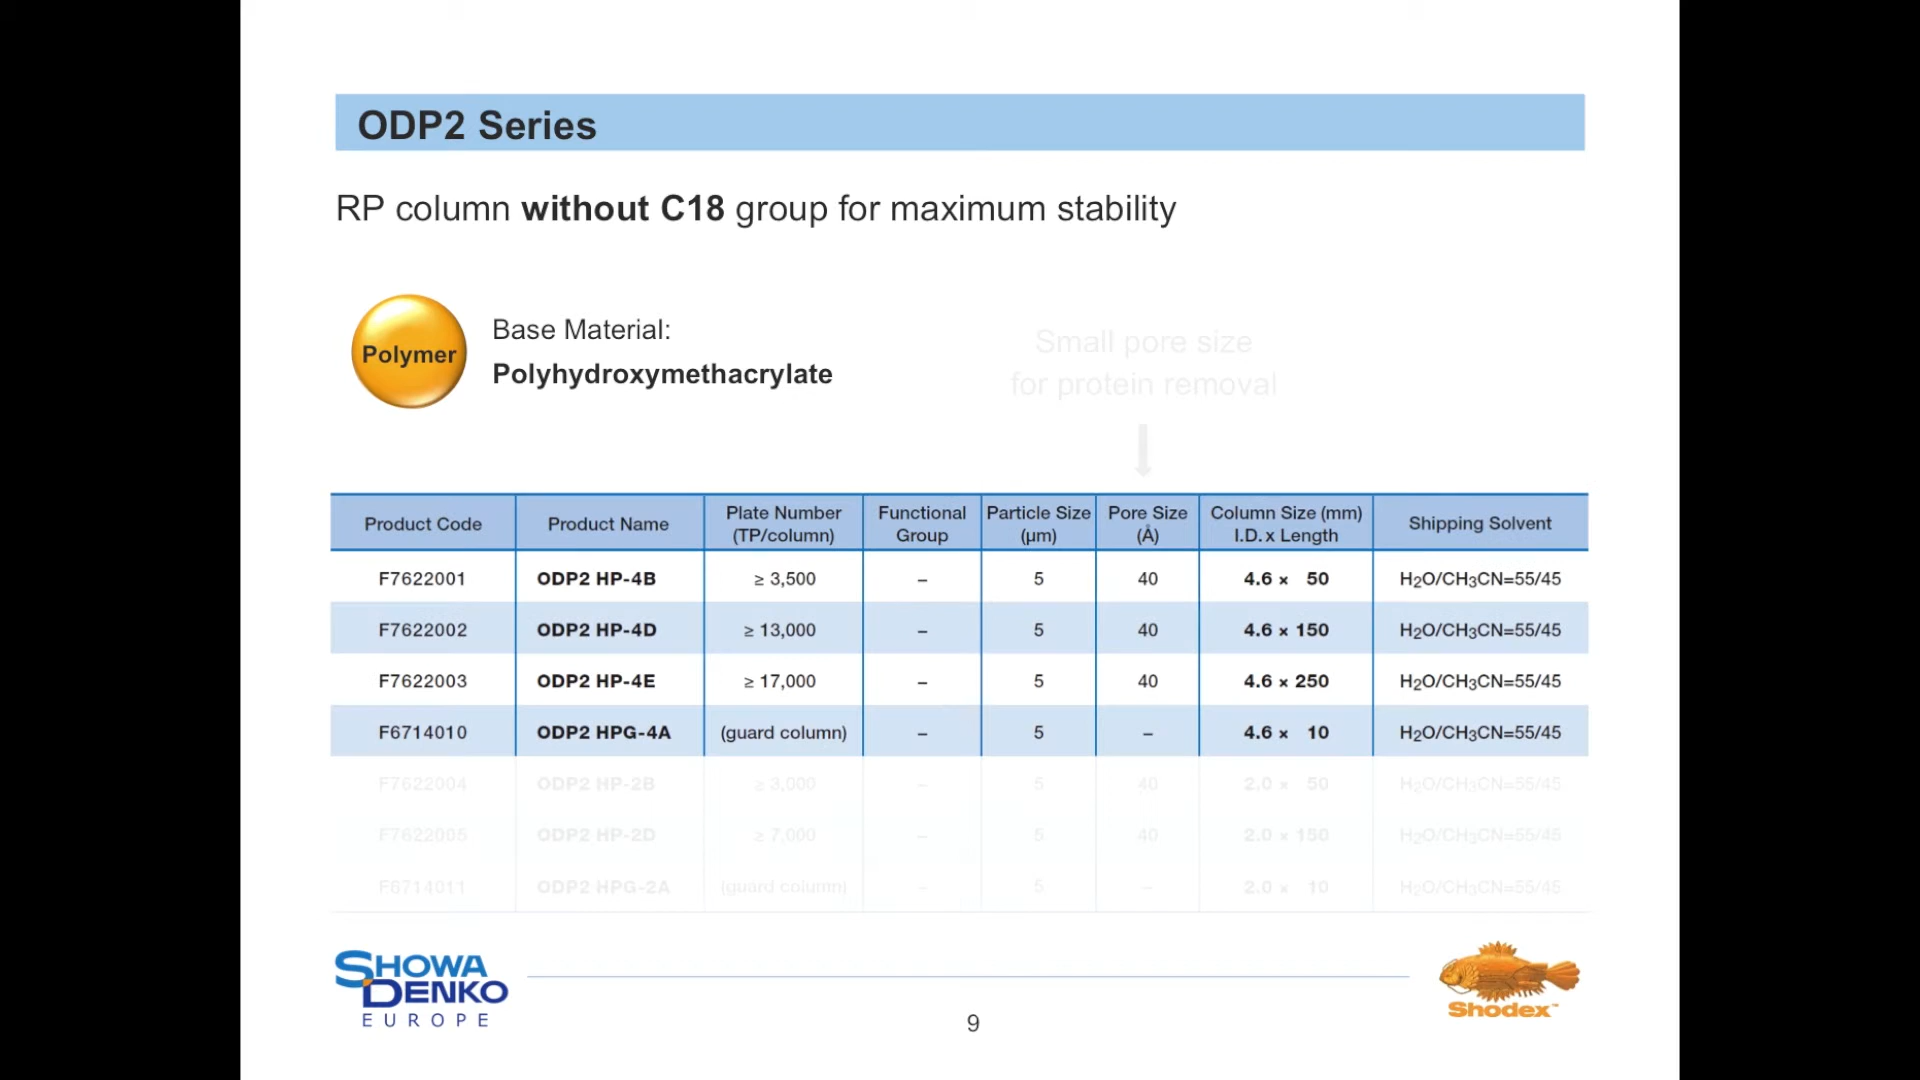 ODP2 Series
RP column without C18 group for maximum stability
Polymer
Base Material:
Polyhydroxymethacrylate
Small pore size
for protein removal
Product Code Product Name Plate Number (TP/column) Functional Group Particle Size (µm) Pore Size (Å) Column Size (mm) I.D. x Length Shipping Solvent
F7622001 ODP2 HP-4B ≥ 3,500 – 5 40 4.6 × 50 H₂O/CH₃CN=55/45
F7622002 ODP2 HP-4D ≥ 13,000 – 5 40 4.6 × 150 H₂O/CH₃CN=55/45
F7622003 ODP2 HP-4E ≥ 17,000 – 5 40 4.6 × 250 H₂O/CH₃CN=55/45
F6714010 ODP2 HPG-4A (guard column) – 5 – 4.6 × 10 H₂O/CH₃CN=55/45
F7622004 ODP2 HP-2B ≥ 3,000 – 5 40 2.0 × 50 H₂O/CH₃CN=55/45
F7622005 ODP2 HP-2D ≥ 7,000 – 5 40 2.0 × 150 H₂O/CH₃CN=55/45
F6714011 ODP2 HPG-2A (guard column) – 5 – 2.0 × 10 H₂O/CH₃CN=55/45
SHOWA
DENKO
EUROPE
9
Shodex™